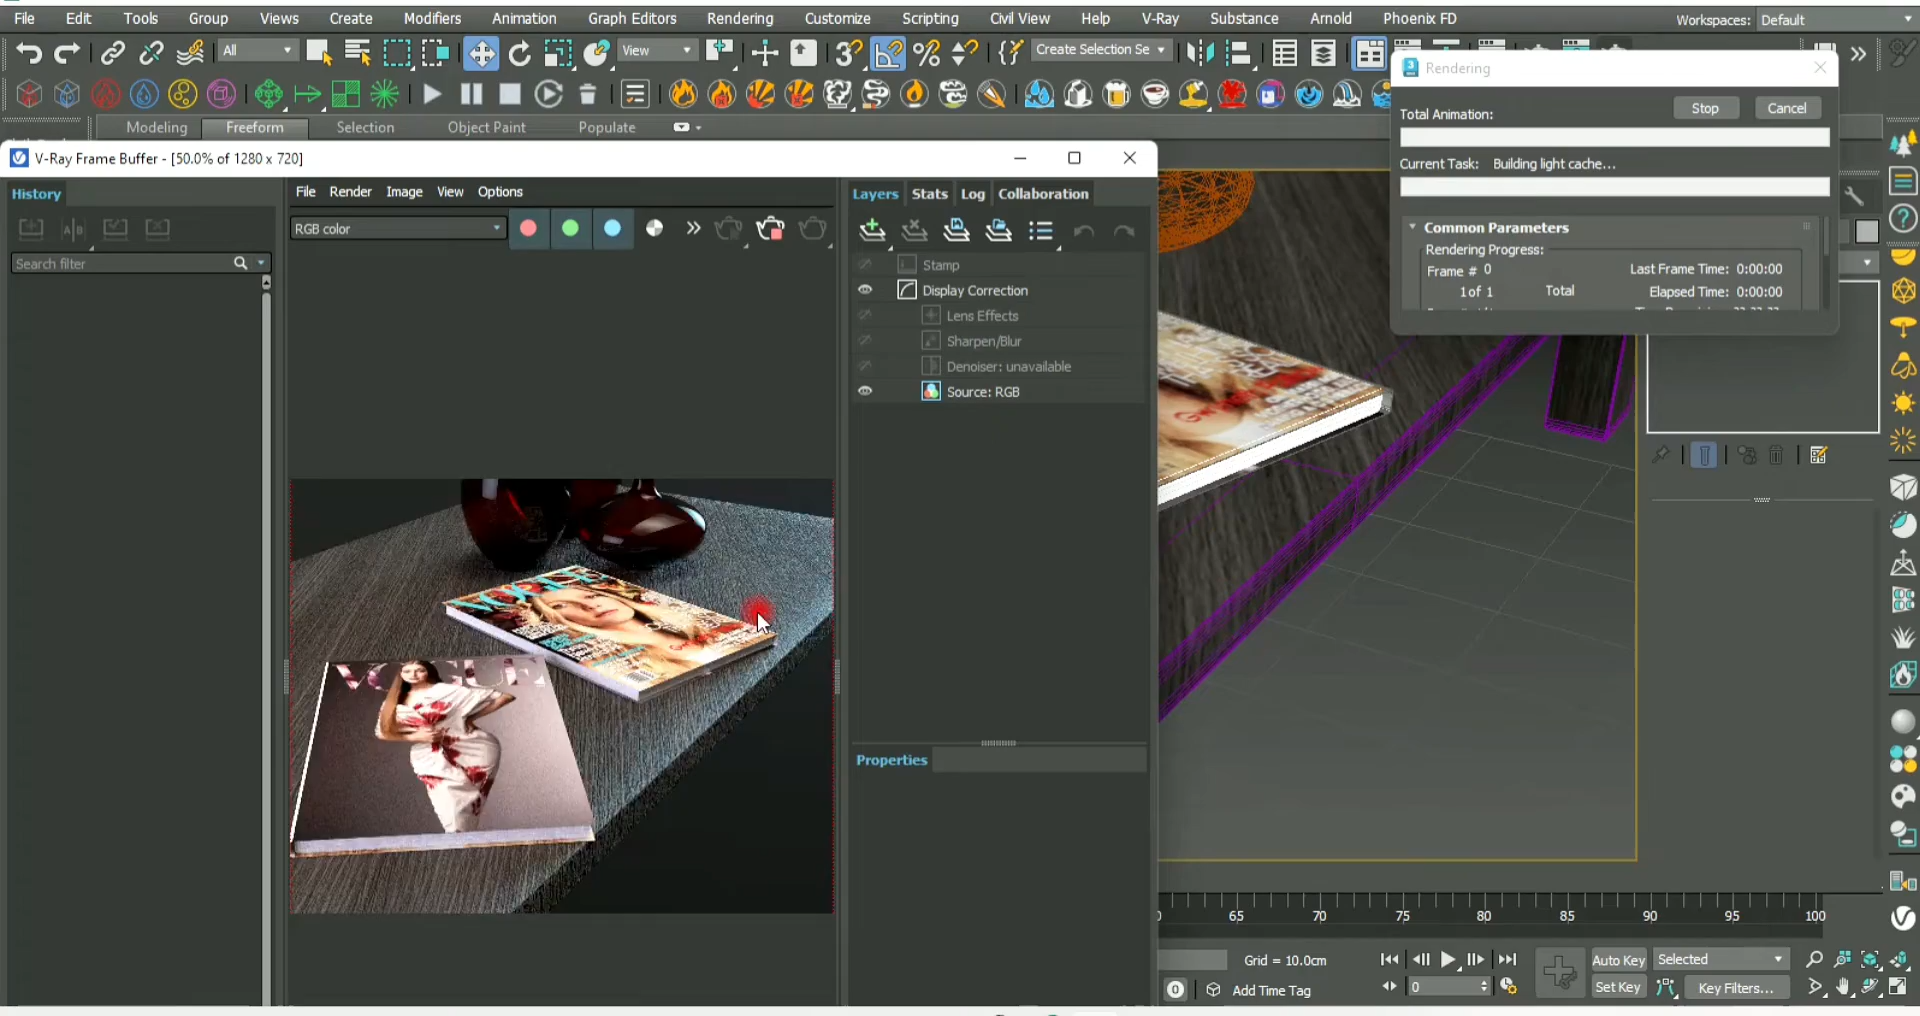 File Edit Tools Group Views Create Modifiers Animation Graph Editors Rendering Customize Scripting Civil View Help V-Ray Substance Arnold Phoenix FD Workspaces: Default
All View Create Selection Se
Rendering
Total Animation: Stop Cancel
Modeling Freeform Selection Object Paint Populate
V-Ray Frame Buffer - [50.0% of 1280 x 720]
Current Task: Building light cache...
History File Render Image View Options Layers Stats Log Collaboration
RGB color
Common Parameters
Rendering Progress:
Search filter
Stamp
Frame # 0 Last Frame Time: 0:00:00
Display Correction
1 of 1 Total Elapsed Time: 0:00:00
Lens Effects
Sharpen/Blur
Denoiser: unavailable
Source: RGB
VOGUE
VOGUE
Properties
65 70 75 80 85 90 95 100
Grid = 10.0cm Auto Key Selected
0 Add Time Tag 0 Set Key Key Filters...